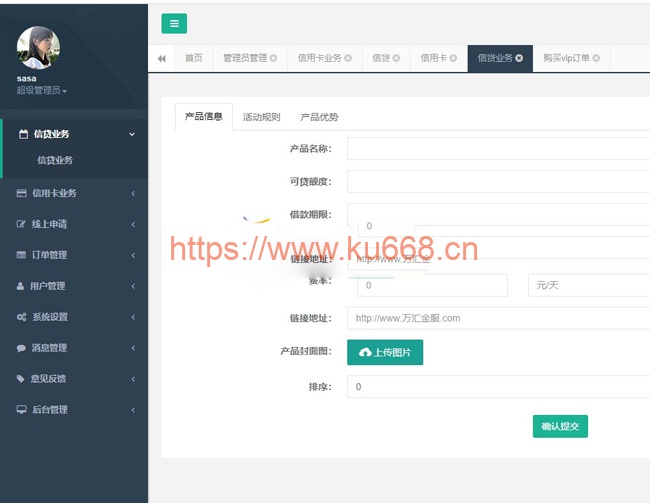 sasa
超级管理员
信贷业务
信贷业务
信用卡业务
线上申请
订单管理
用户管理
系统设置
消息管理
意见反馈
后台管理
首页 管理员管理 信用卡业务 信贷 信用卡 信贷业务 购买vip订单
产品信息 活动规则 产品优势
产品名称：
可贷额度：
借款期限：
0
https://www.ku668.cn
链接地址： http://www.万汇金
费率： 0 元/天
链接地址： http://www.万汇金服.com
产品封面图： 上传图片
排序： 0
确认提交